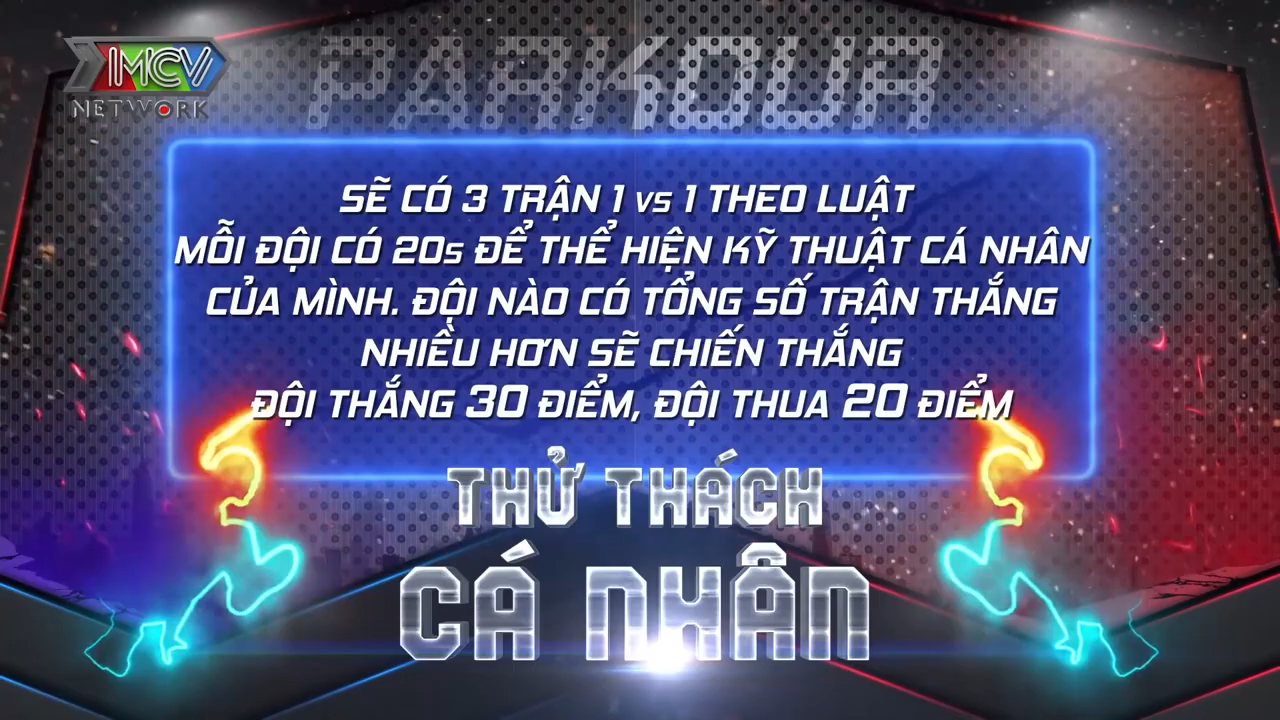 MCV
NETWORK
PARKOUR
SẼ CÓ 3 TRẬN 1 VS 1 THEO LUẬT
MỖI ĐỘI CÓ 20S ĐỂ THỂ HIỆN KỸ THUẬT CÁ NHÂN
CỦA MÌNH. ĐỘI NÀO CÓ TỔNG SỐ TRẬN THẮNG
NHIỀU HƠN SẼ CHIẾN THẮNG
ĐỘI THẮNG 30 ĐIỂM, ĐỘI THUA 20 ĐIỂM
THỬ THÁCH
CÁ NHÂN